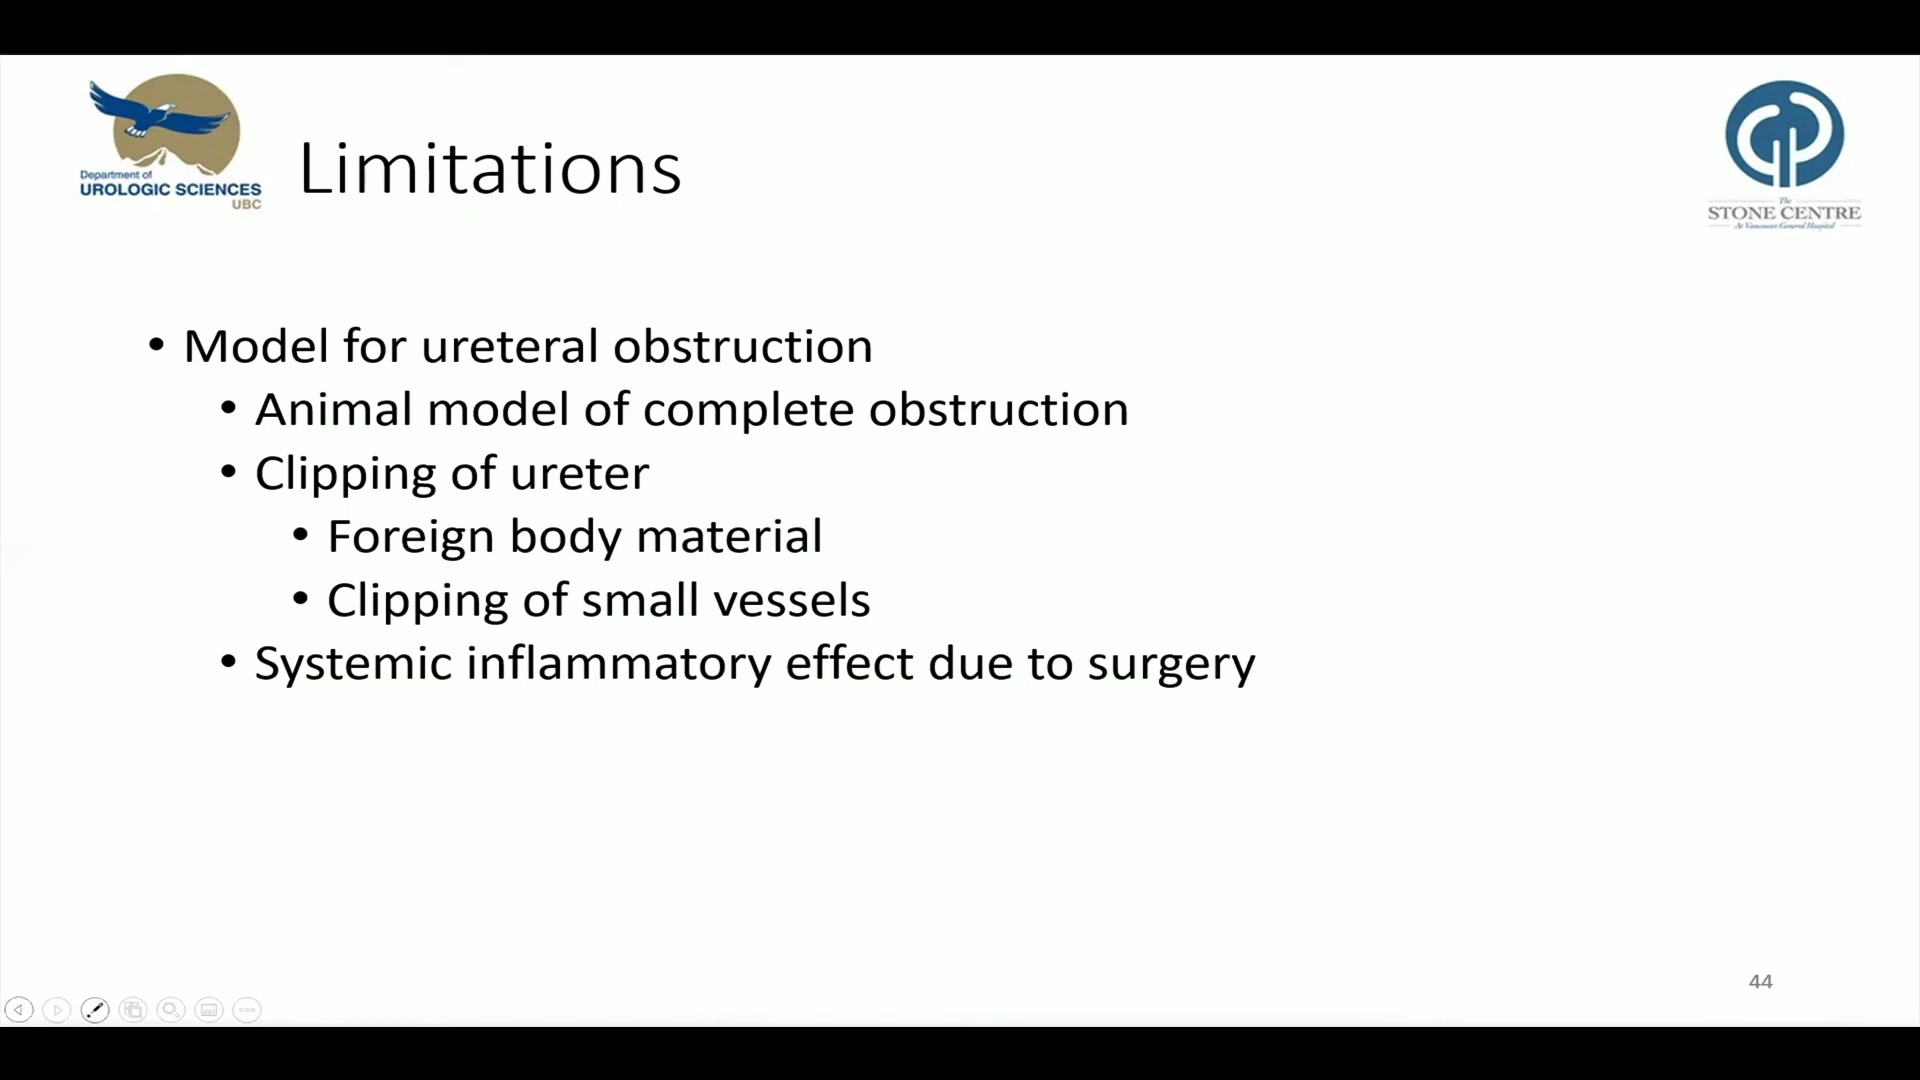 Department of
UROLOGIC SCIENCES
UBC
Limitations
The
STONE CENTRE
At Vancouver General Hospital
• Model for ureteral obstruction
• Animal model of complete obstruction
• Clipping of ureter
• Foreign body material
• Clipping of small vessels
• Systemic inflammatory effect due to surgery
44